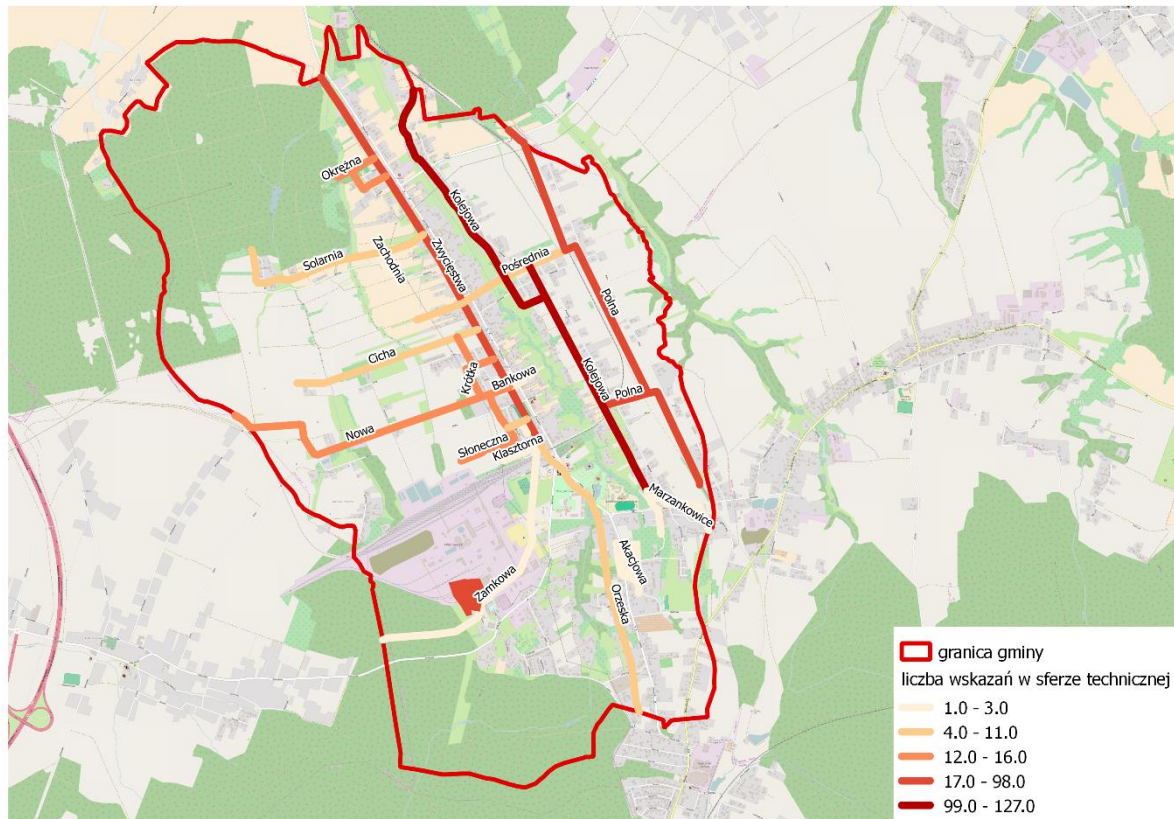 Okrężna
Kolejowa
Zachodnia
Zwycięstwa
Solarnia
Pośrednia
Polna
Cicha
Krótka
Bankowa
Kolejowa
Polna
Nowa
Słoneczna
Klasztorna
Marzankowice
Akacjowa
Zamkowa
Orzeska
granica gminy
liczba wskazań w sferze technicznej
1.0 - 3.0
4.0 - 11.0
12.0 - 16.0
17.0 - 98.0
99.0 - 127.0